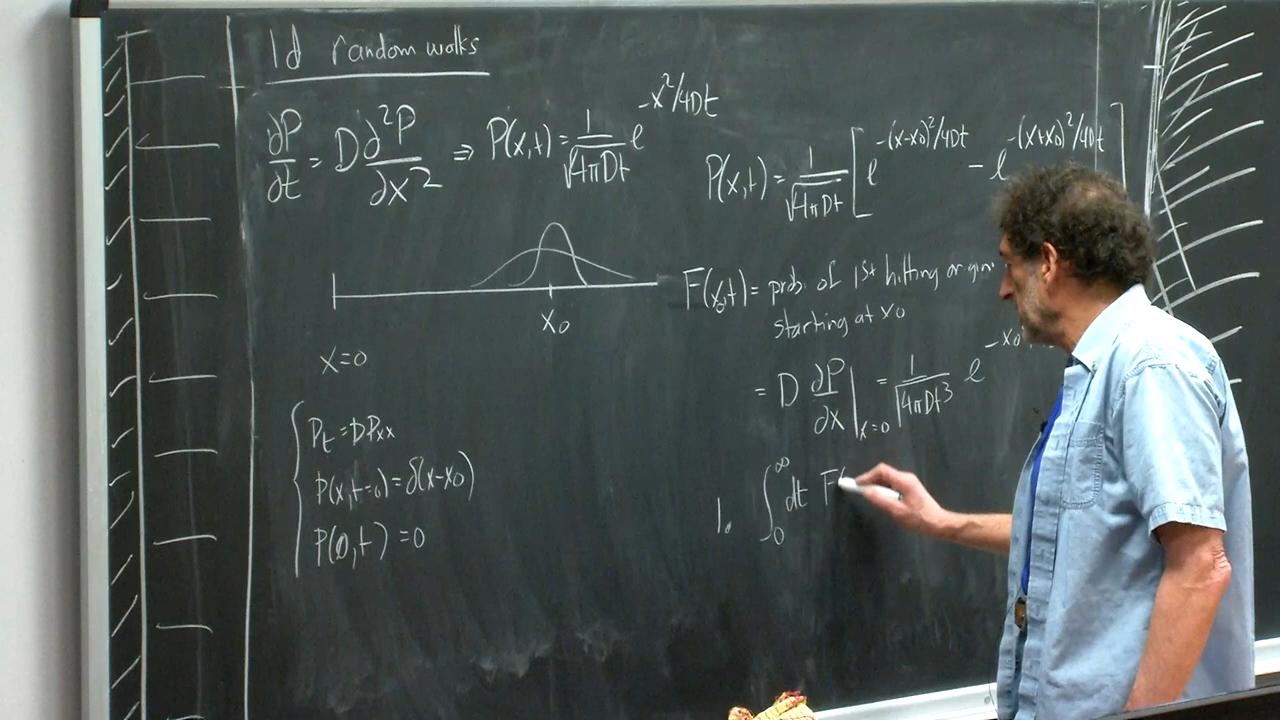 1d random walks
∂P/∂t = D ∂²P/∂x² ⇒ P(x,t) = 1/√(4πDt) e^(-x²/4Dt)
x₀
x=0
Pt = DPxx
P(x,t=0) = δ(x-x₀)
P(0,t) = 0
P(x,t) = 1/√(4πDt) [e^(-(x-x₀)²/4Dt) - e^(-(x+x₀)²/4Dt)]
F(x₀,t) = prob. of 1st hitting origin
starting at x₀
= D ∂P/∂x |x=0 = 1/√(4πDt³) e^(-x₀
1. ∫₀^∞ dt F(